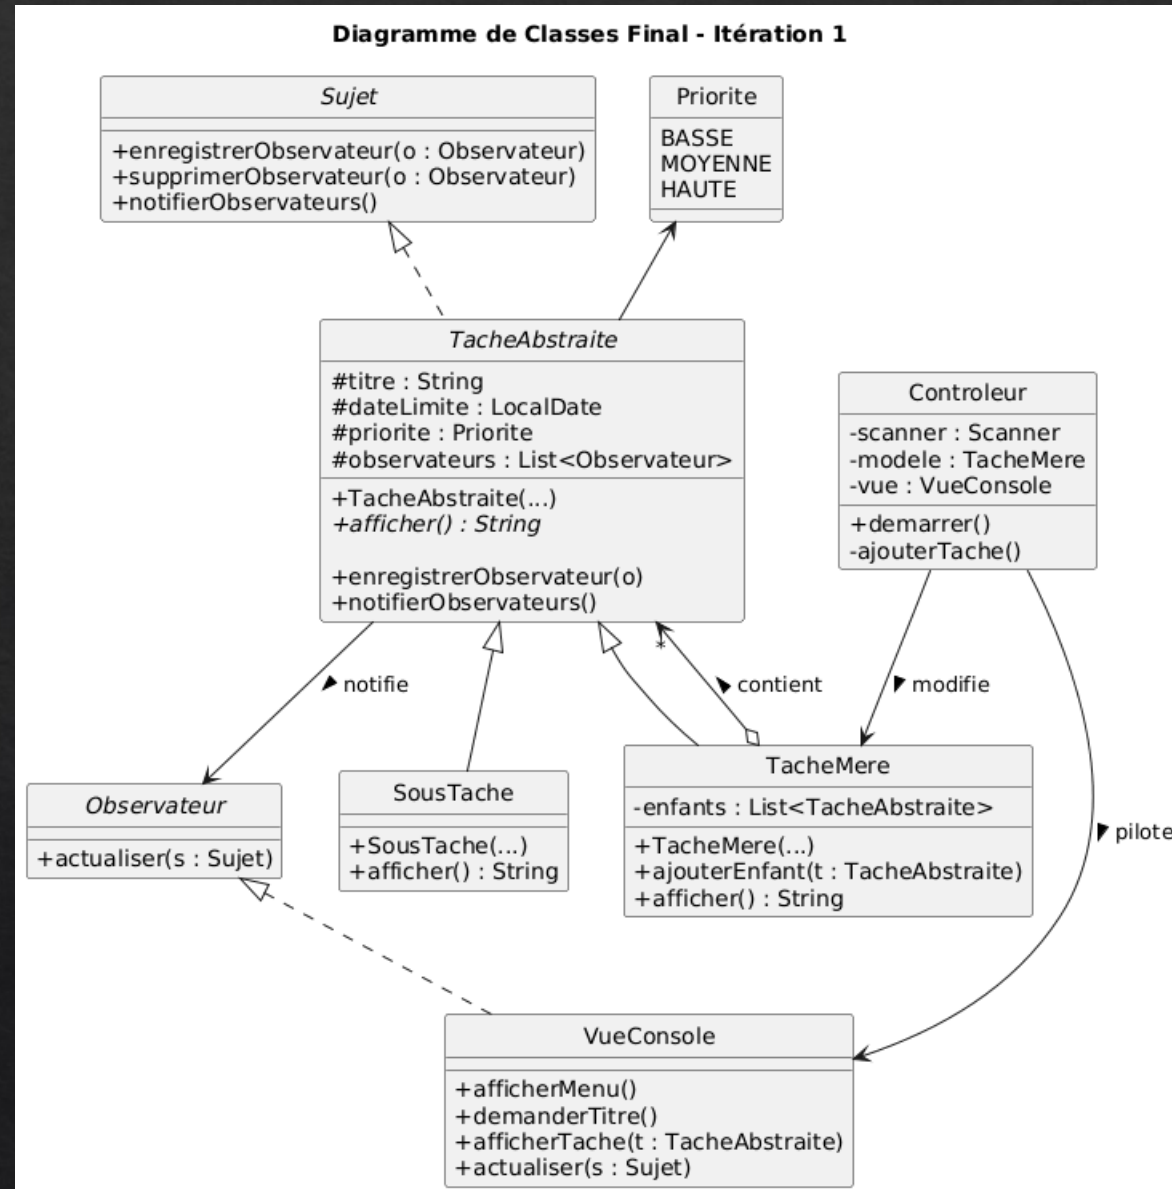 Diagramme de Classes Final - Itération 1
Sujet
+enregistrerObservateur(o : Observateur)
+supprimerObservateur(o : Observateur)
+notifierObservateurs()
Priorite
BASSE
MOYENNE
HAUTE
TacheAbstraite
#titre : String
#dateLimite : LocalDate
#priorite : Priorite
#observateurs : List<Observateur>
+TacheAbstraite(...)
+afficher() : String
+enregistrerObservateur(o)
+notifierObservateurs()
Controleur
-scanner : Scanner
-modele : TacheMere
-vue : VueConsole
+demarrer()
-ajouterTache()
*
notifie
contient
modifie
pilote
Observateur
+actualiser(s : Sujet)
SousTache
+SousTache(...)
+afficher() : String
TacheMere
-enfants : List<TacheAbstraite>
+TacheMere(...)
+ajouterEnfant(t : TacheAbstraite)
+afficher() : String
VueConsole
+afficherMenu()
+demanderTitre()
+afficherTache(t : TacheAbstraite)
+actualiser(s : Sujet)